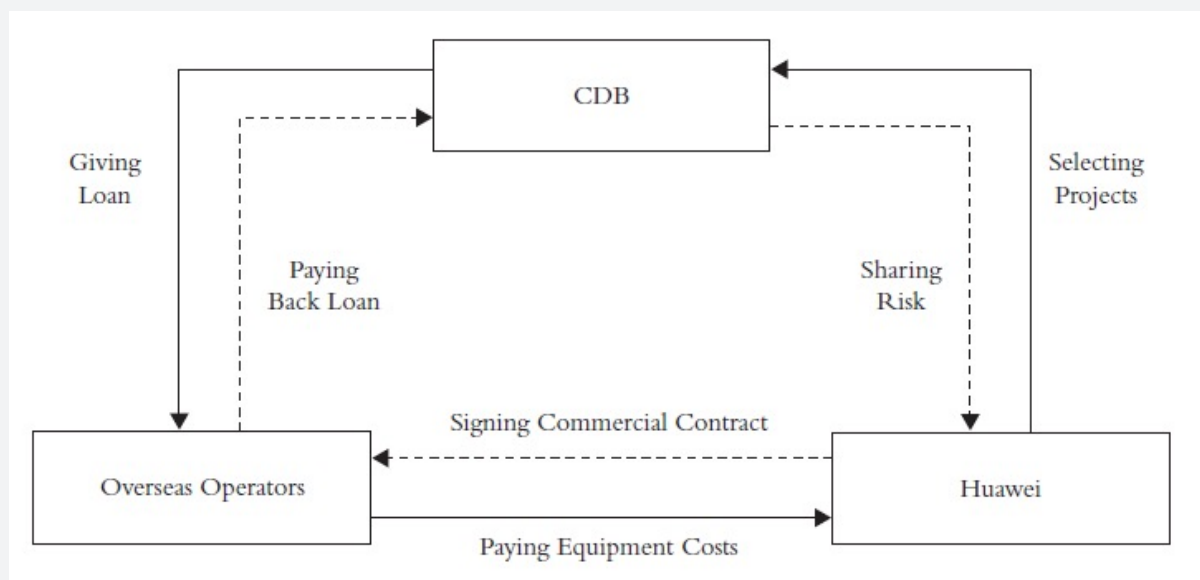 CDB
Giving
Loan
Selecting
Projects
Paying
Back Loan
Sharing
Risk
Signing Commercial Contract
Overseas Operators
Huawei
Paying Equipment Costs